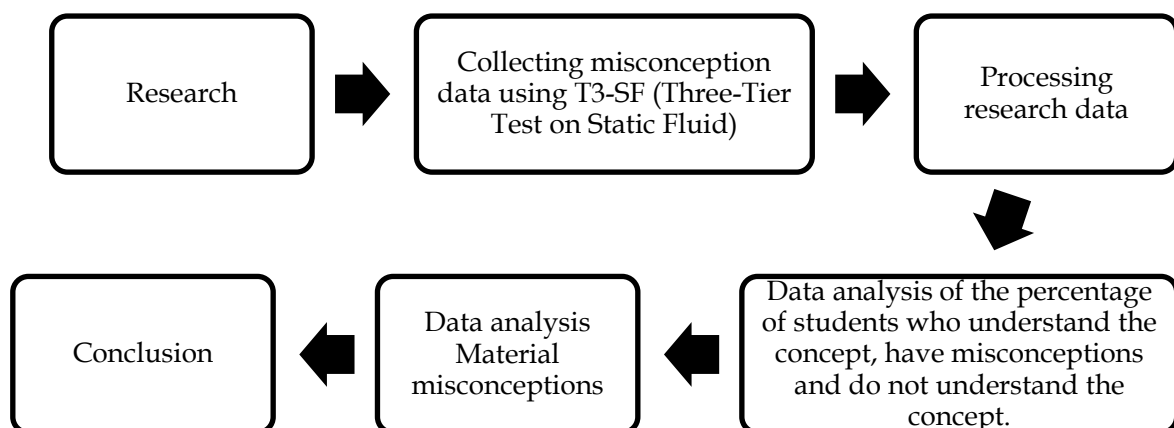 Research
Collecting misconception
data using T3-SF (Three-Tier
Test on Static Fluid)
Processing
research data
Data analysis of the percentage
of students who understand the
concept, have misconceptions
and do not understand the
concept.
Data analysis
Material
misconceptions
Conclusion